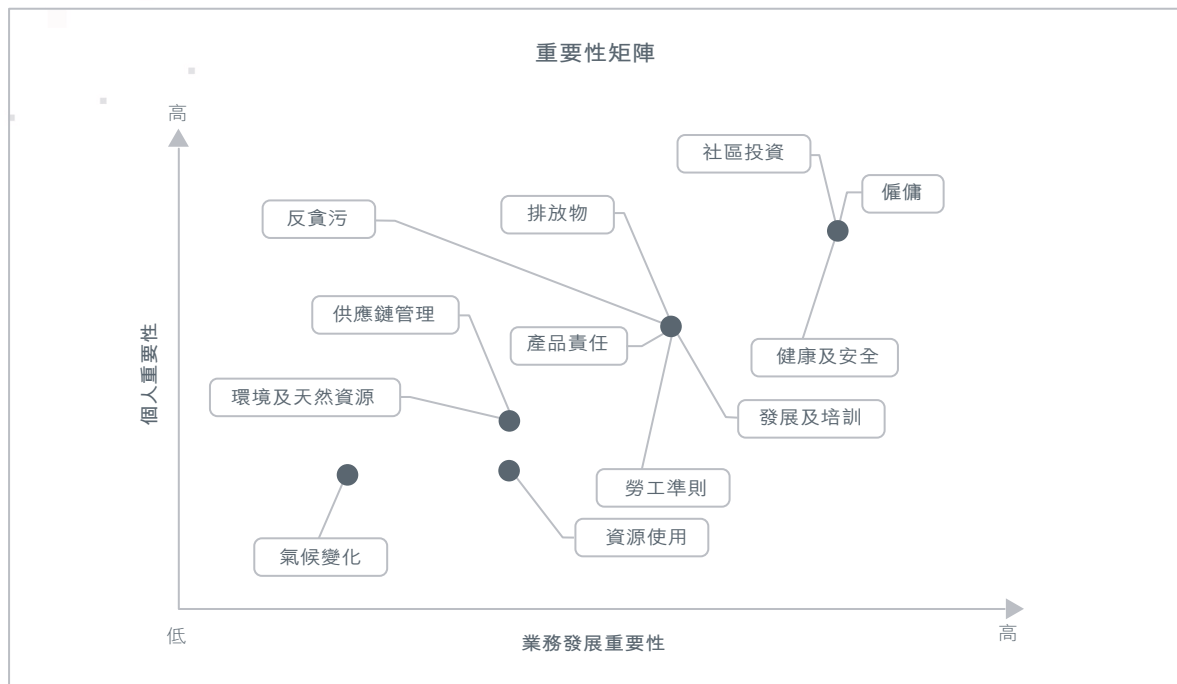 重要性矩陣
高
社區投資
僱傭
反貪污
排放物
供應鏈管理
產品責任
健康及安全
個人重要性
環境及天然資源
發展及培訓
勞工準則
資源使用
氣候變化
低
業務發展重要性
高